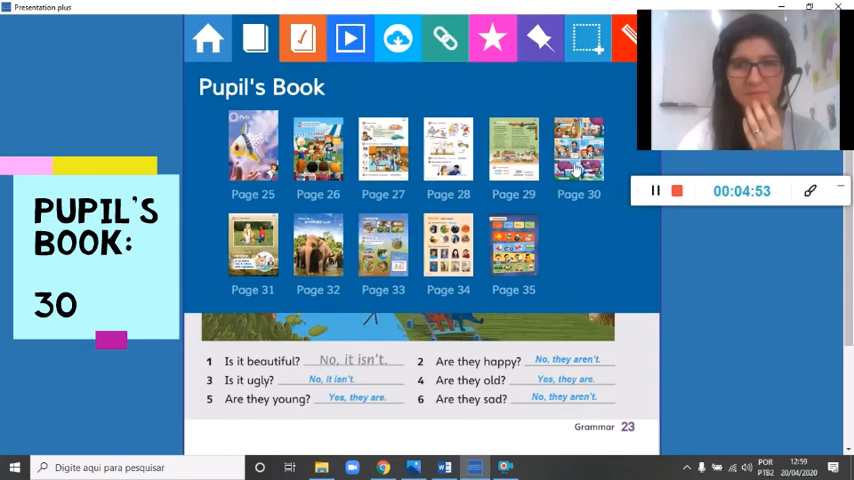 Presentation plus
Pupil's Book
Page 25
Page 26
Page 27
Page 28
Page 29
Page 30
Page 31
Page 32
Page 33
Page 34
Page 35
00:04:53
PUPIL'S
BOOK:
30
1 Is it beautiful? No, it isn't.
2 Are they happy? No, they aren't.
3 Is it ugly? No, it isn't.
4 Are they old? Yes, they are.
5 Are they young? Yes, they are.
6 Are they sad? No, they aren't.
Grammar 23
Digite aqui para pesquisar
POR
PTB2
12:59
20/04/2020